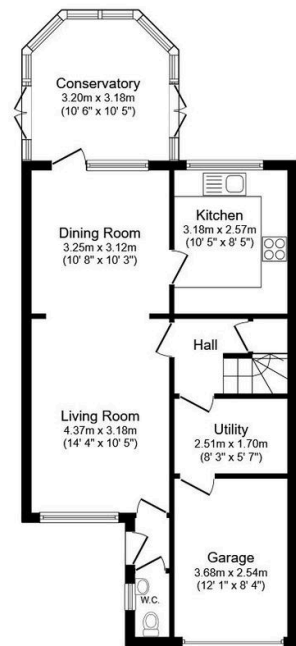 Conservatory
3.20m x 3.18m
(10' 6" x 10' 5")
Kitchen
3.18m x 2.57m
(10' 5" x 8' 5")
Dining Room
3.25m x 3.12m
(10' 8" x 10' 3")
Hall
Living Room
4.37m x 3.18m
(14' 4" x 10' 5")
Utility
2.51m x 1.70m
(8' 3" x 5' 7")
Garage
3.68m x 2.54m
(12' 1" x 8' 4")
W.C.